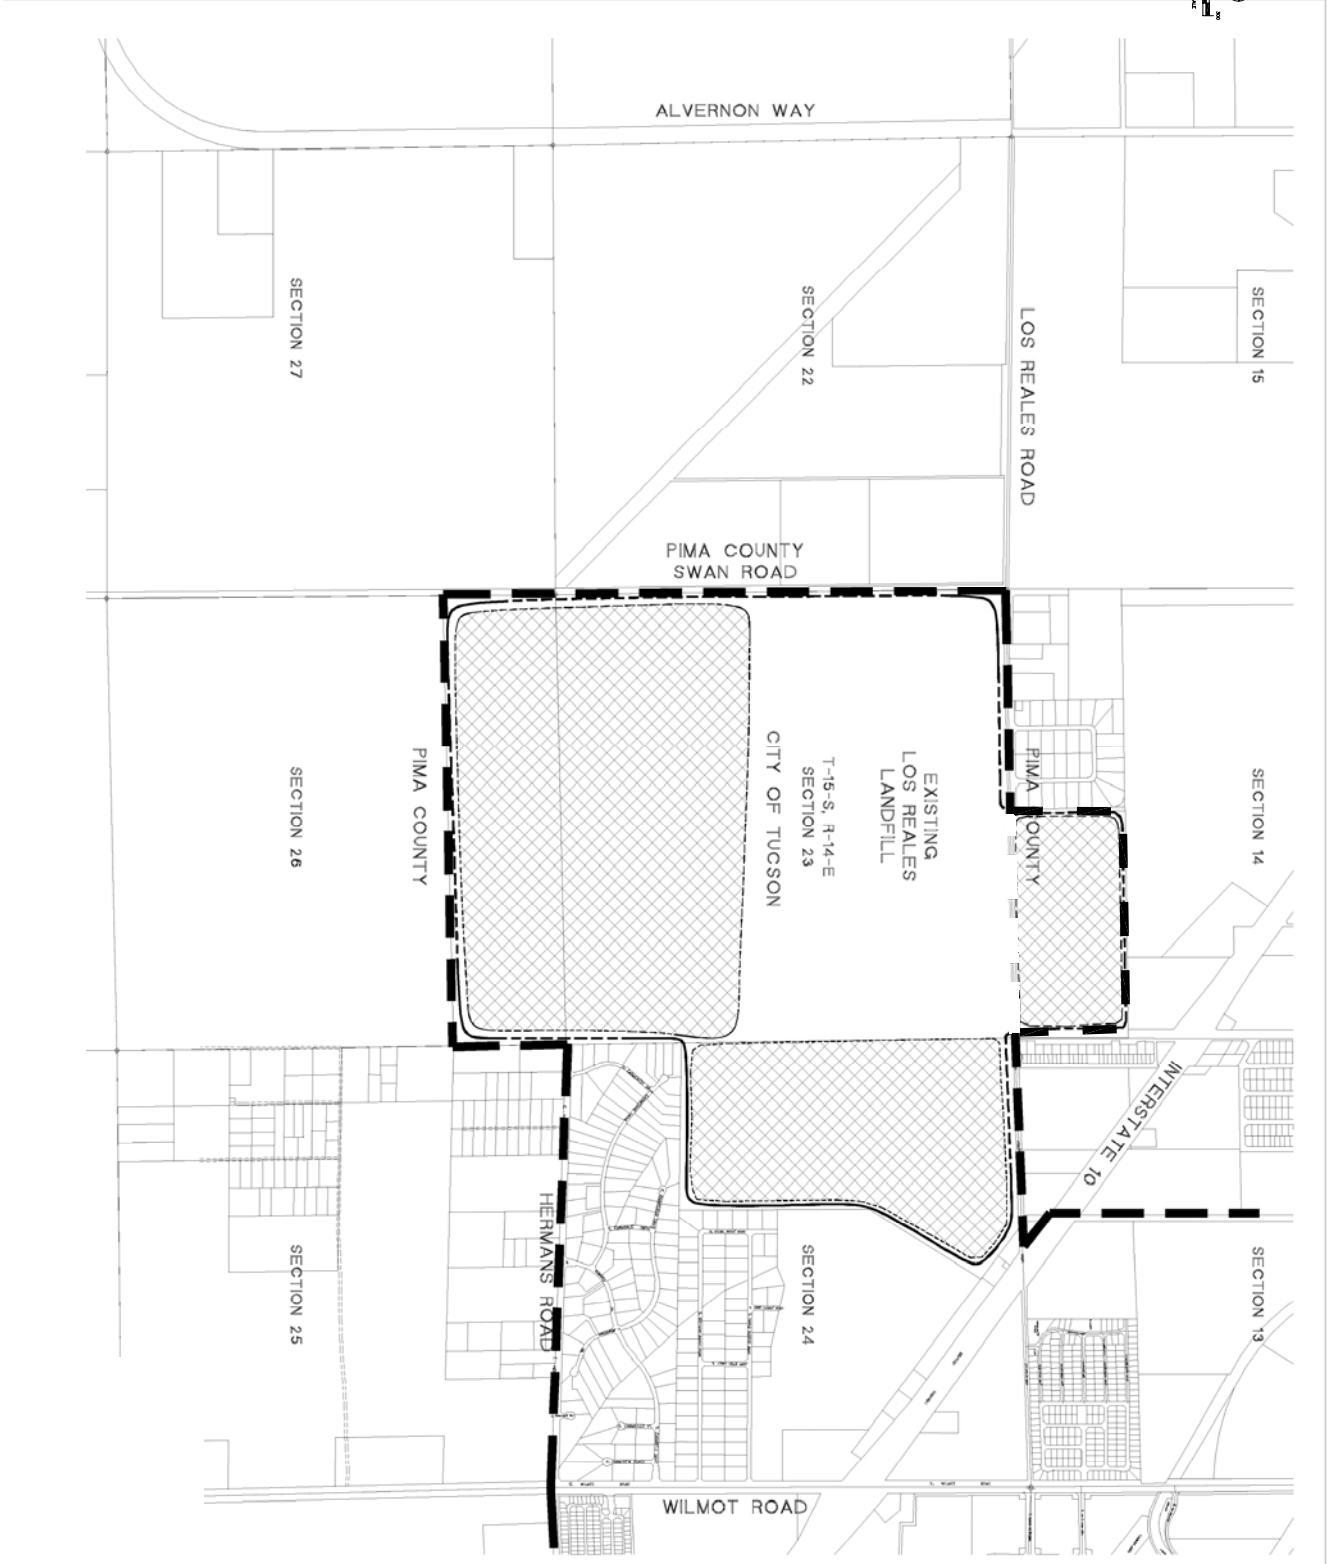 ALVERNON WAY
SECTION 27
SECTION 22
LOS REALES ROAD
SECTION 15
PIMA COUNTY
SWAN ROAD
SECTION 26
PIMA COUNTY
CITY OF TUCSON
T-15-S, R-14-E
SECTION 23
EXISTING
LOS REALES
LANDFILL
PIMA COUNTY
SECTION 14
INTERSTATE 10
HERMANS ROAD
SECTION 25
SECTION 24
SECTION 13
WILMOT ROAD